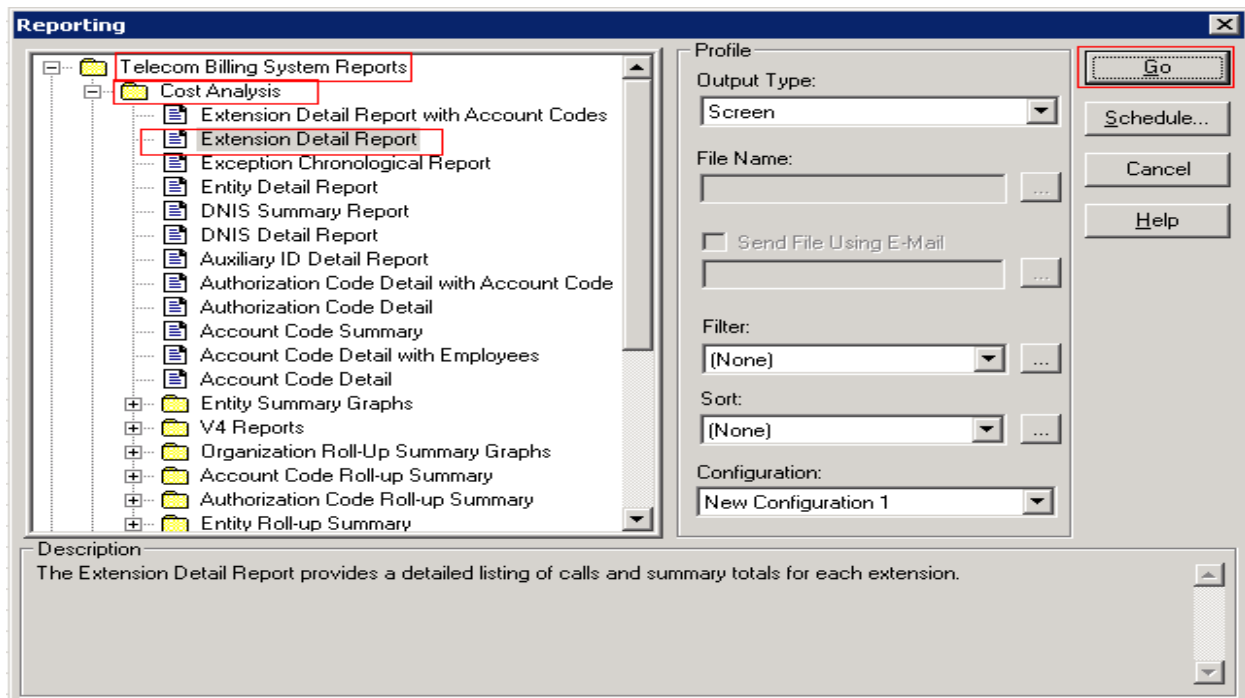 Reporting
Telecom Billing System Reports
Cost Analysis
Extension Detail Report with Account Codes
Extension Detail Report
Exception Chronological Report
Entity Detail Report
DNIS Summary Report
DNIS Detail Report
Auxiliary ID Detail Report
Authorization Code Detail with Account Code
Authorization Code Detail
Account Code Summary
Account Code Detail with Employees
Account Code Detail
Entity Summary Graphs
V4 Reports
Organization Roll-Up Summary Graphs
Account Code Roll-up Summary
Authorization Code Roll-up Summary
Entity Roll-up Summary
Profile
Output Type:
Screen
File Name:
...
Send File Using E-Mail
...
Filter:
(None)
...
Sort:
(None)
...
Configuration:
New Configuration 1
Go
Schedule...
Cancel
Help
Description
The Extension Detail Report provides a detailed listing of calls and summary totals for each extension.